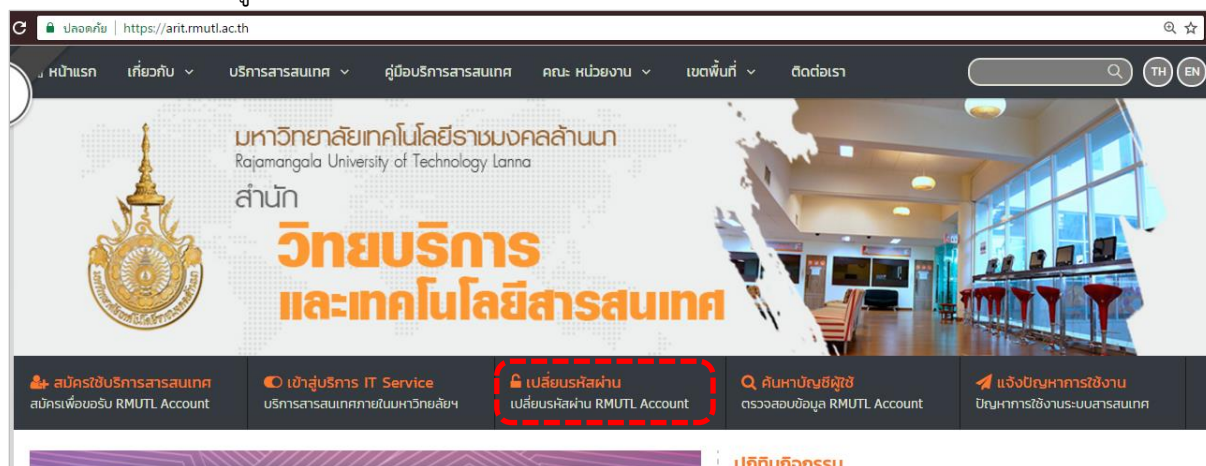 ปลอดภัย | https://arit.rmutl.ac.th
หน้าแรก เกี่ยวกับ บริการสารสนเทศ คู่มือบริการสารสนเทศ คณะ หน่วยงาน เขตพื้นที่ ติดต่อเรา TH EN
มหาวิทยาลัยเทคโนโลยีราชมงคลล้านนา
Rajamangala University of Technology Lanna
สำนัก
วิทยบริการ
และเทคโนโลยีสารสนเทศ
สมัครใช้บริการสารสนเทศ เข้าสู่บริการ IT Service เปลี่ยนรหัสผ่าน ค้นหาบัญชีผู้ใช้ แจ้งปัญหาการใช้งาน
สมัครเพื่อขอรับ RMUTL Account บริการสารสนเทศภายในมหาวิทยลัยฯ เปลี่ยนรหัสผ่าน RMUTL Account ตรวจสอบข้อมูล RMUTL Account ปัญหาการใช้งานระบบสารสนเทศ
ปฏิทินกิจกรรม